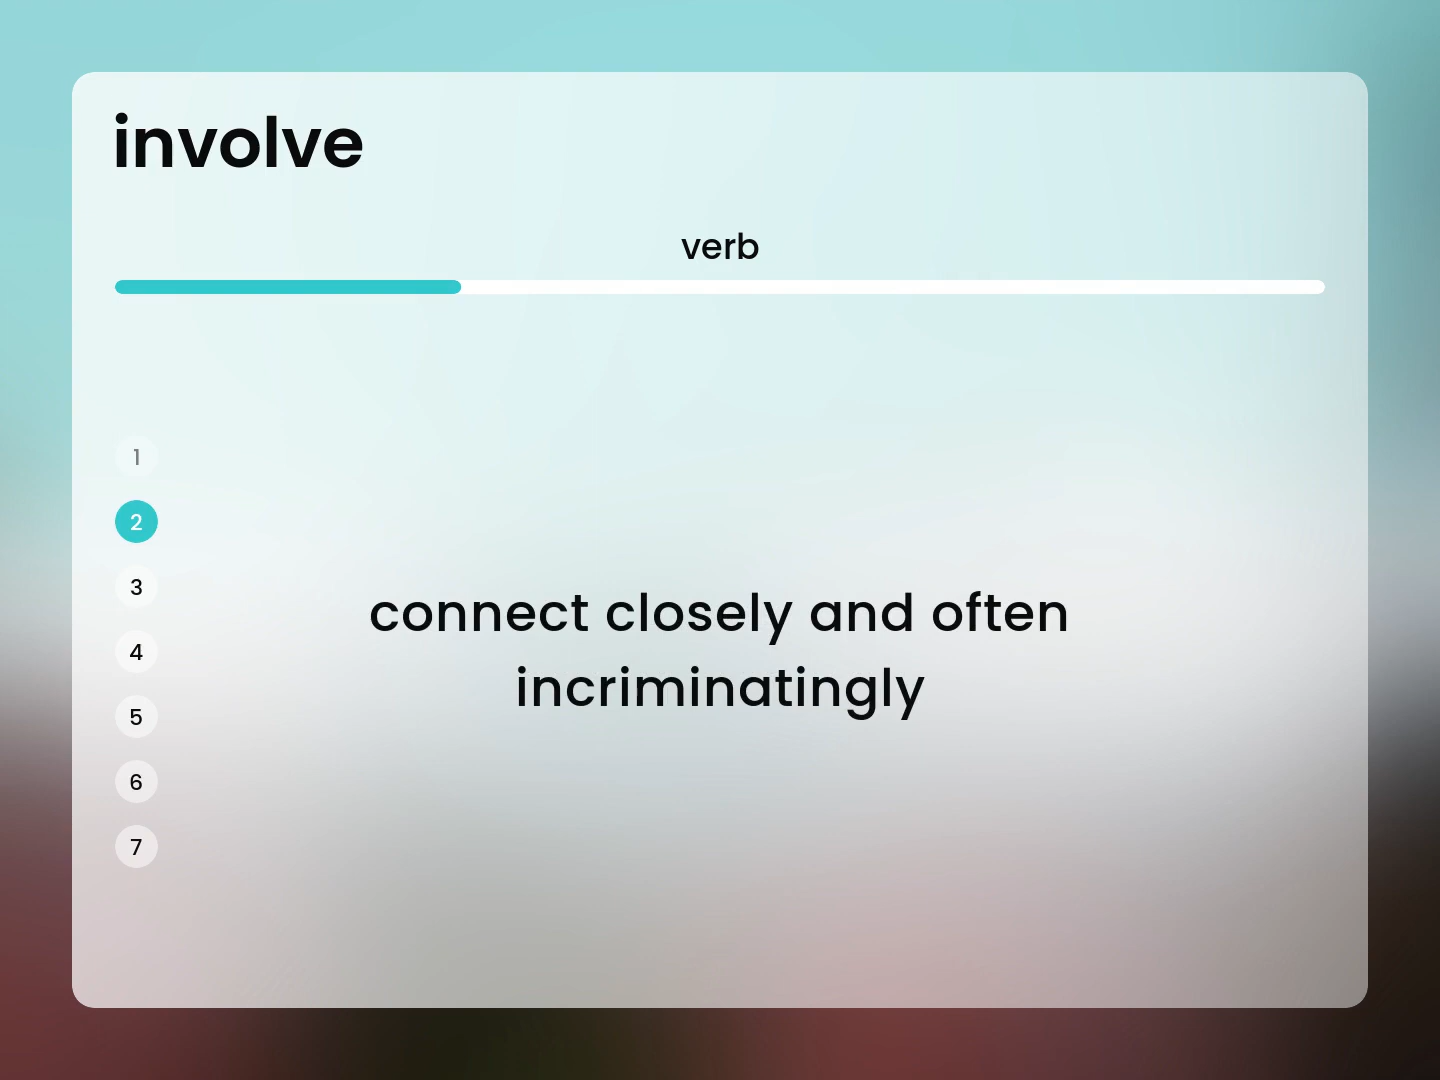 involve
verb
1
2
3
4
5
6
7
connect closely and often
incriminatingly